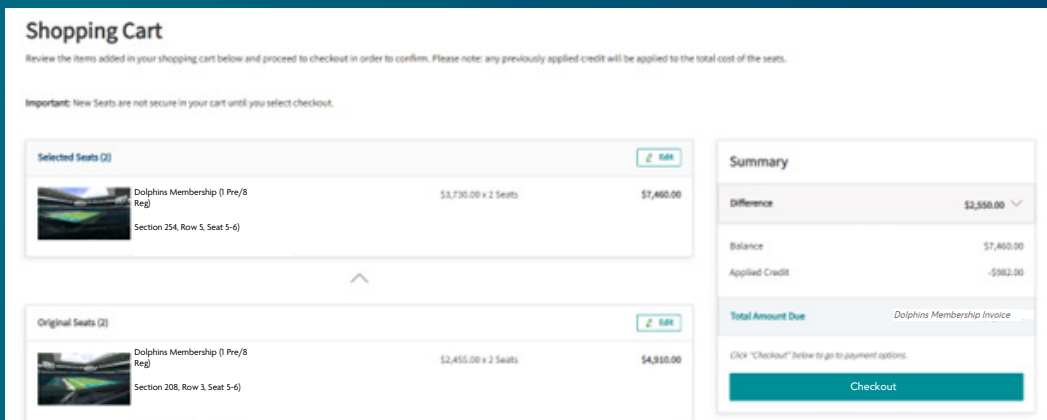 Shopping Cart
Review the items added in your shopping cart below and proceed to checkout in order to confirm. Please note: any previously applied credit will be applied to the total cost of the seats.
Important: New Seats are not secure in your cart until you select checkout.
Selected Seats (2)
Edit
Dolphins Membership (1 Pre/8
Reg)
$3,730.00 x 2 Seats
$7,460.00
Section 254, Row 5, Seat 5-6)
Original Seats (2)
Edit
Dolphins Membership (1 Pre/8
Reg)
$2,455.00 x 2 Seats
$4,910.00
Section 208, Row 3, Seat 5-6)
Summary
Difference
$2,550.00
Balance
$7,460.00
Applied Credit
-$982.00
Total Amount Due
Dolphins Membership Invoice
Click "Checkout" below to go to payment options.
Checkout